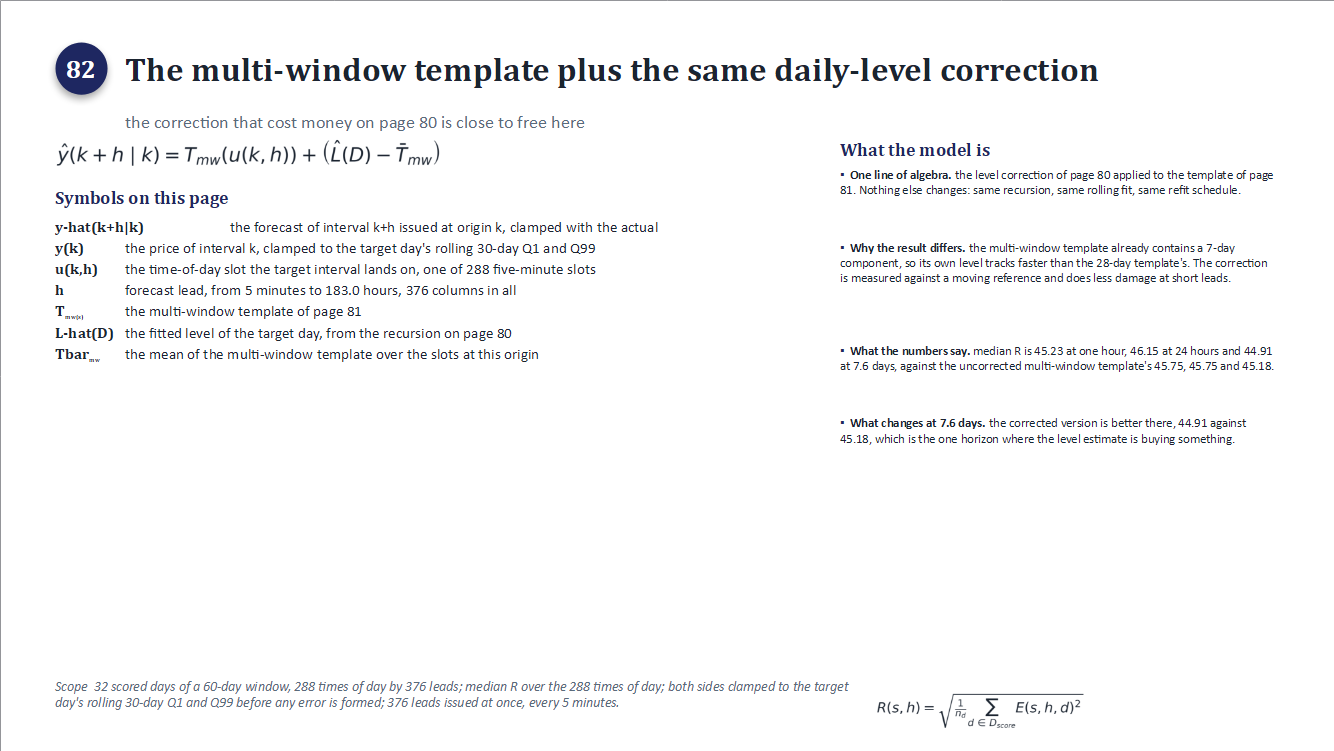 82
The multi-window template plus the same daily-level correction
the correction that cost money on page 80 is close to free here
ŷ(k + h | k) = T_mw(u(k, h)) + (L̂(D) − T̄_mw)
Symbols on this page
y-hat(k+h|k) the forecast of interval k+h issued at origin k, clamped with the actual
y(k) the price of interval k, clamped to the target day's rolling 30-day Q1 and Q99
u(k,h) the time-of-day slot the target interval lands on, one of 288 five-minute slots
h forecast lead, from 5 minutes to 183.0 hours, 376 columns in all
T_mw(s) the multi-window template of page 81
L-hat(D) the fitted level of the target day, from the recursion on page 80
Tbar_mw the mean of the multi-window template over the slots at this origin
What the model is
▪ One line of algebra. the level correction of page 80 applied to the template of page
81. Nothing else changes: same recursion, same rolling fit, same refit schedule.
▪ Why the result differs. the multi-window template already contains a 7-day
component, so its own level tracks faster than the 28-day template's. The correction
is measured against a moving reference and does less damage at short leads.
▪ What the numbers say. median R is 45.23 at one hour, 46.15 at 24 hours and 44.91
at 7.6 days, against the uncorrected multi-window template's 45.75, 45.75 and 45.18.
▪ What changes at 7.6 days. the corrected version is better there, 44.91 against
45.18, which is the one horizon where the level estimate is buying something.
Scope 32 scored days of a 60-day window, 288 times of day by 376 leads; median R over the 288 times of day; both sides clamped to the target
day's rolling 30-day Q1 and Q99 before any error is formed; 376 leads issued at once, every 5 minutes.
R(s, h) = √(1/n_d ∑_{d ∈ D_score} E(s, h, d)²)